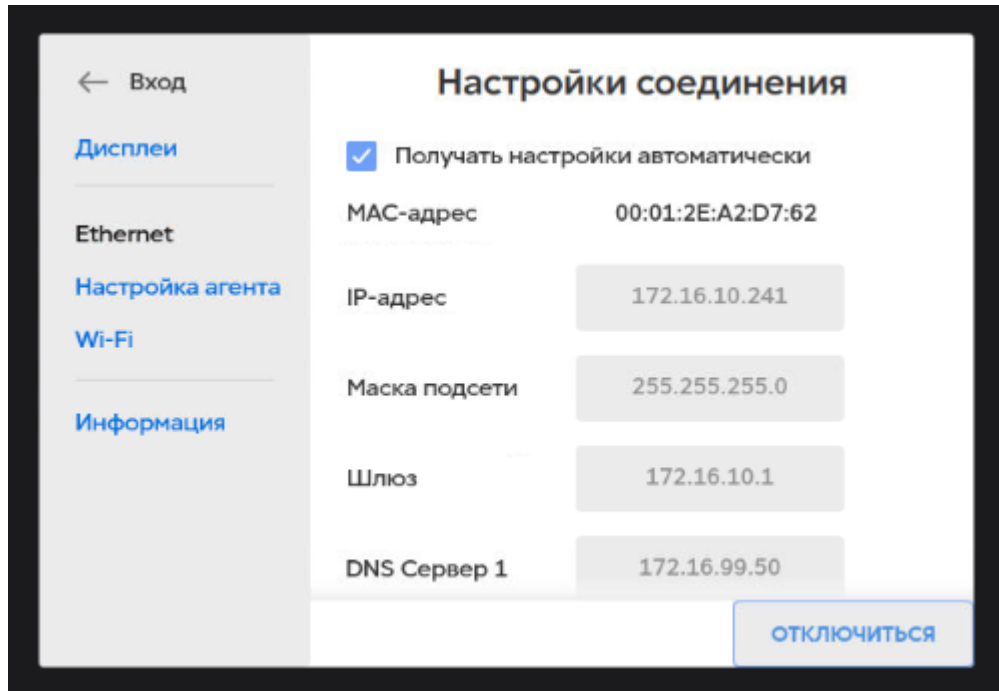 ← Вход
Дисплеи
Ethernet
Настройка агента
Wi-Fi
Информация
Настройки соединения
Получать настройки автоматически
MAC-адрес 00:01:2E:A2:D7:62
IP-адрес 172.16.10.241
Маска подсети 255.255.255.0
Шлюз 172.16.10.1
DNS Сервер 1 172.16.99.50
ОТКЛЮЧИТЬСЯ